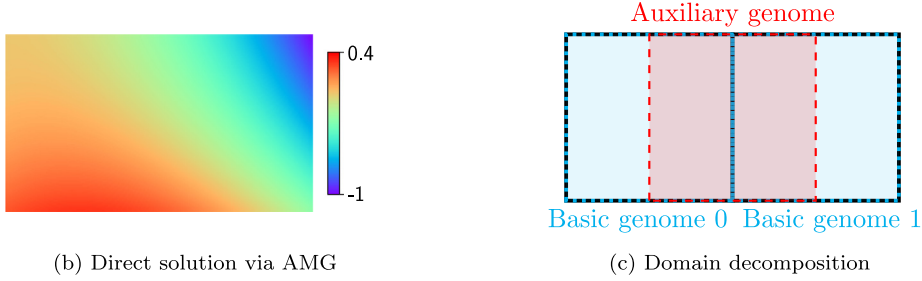 Auxiliary genome
0.4
-1
Basic genome 0 Basic genome 1
(b) Direct solution via AMG
(c) Domain decomposition